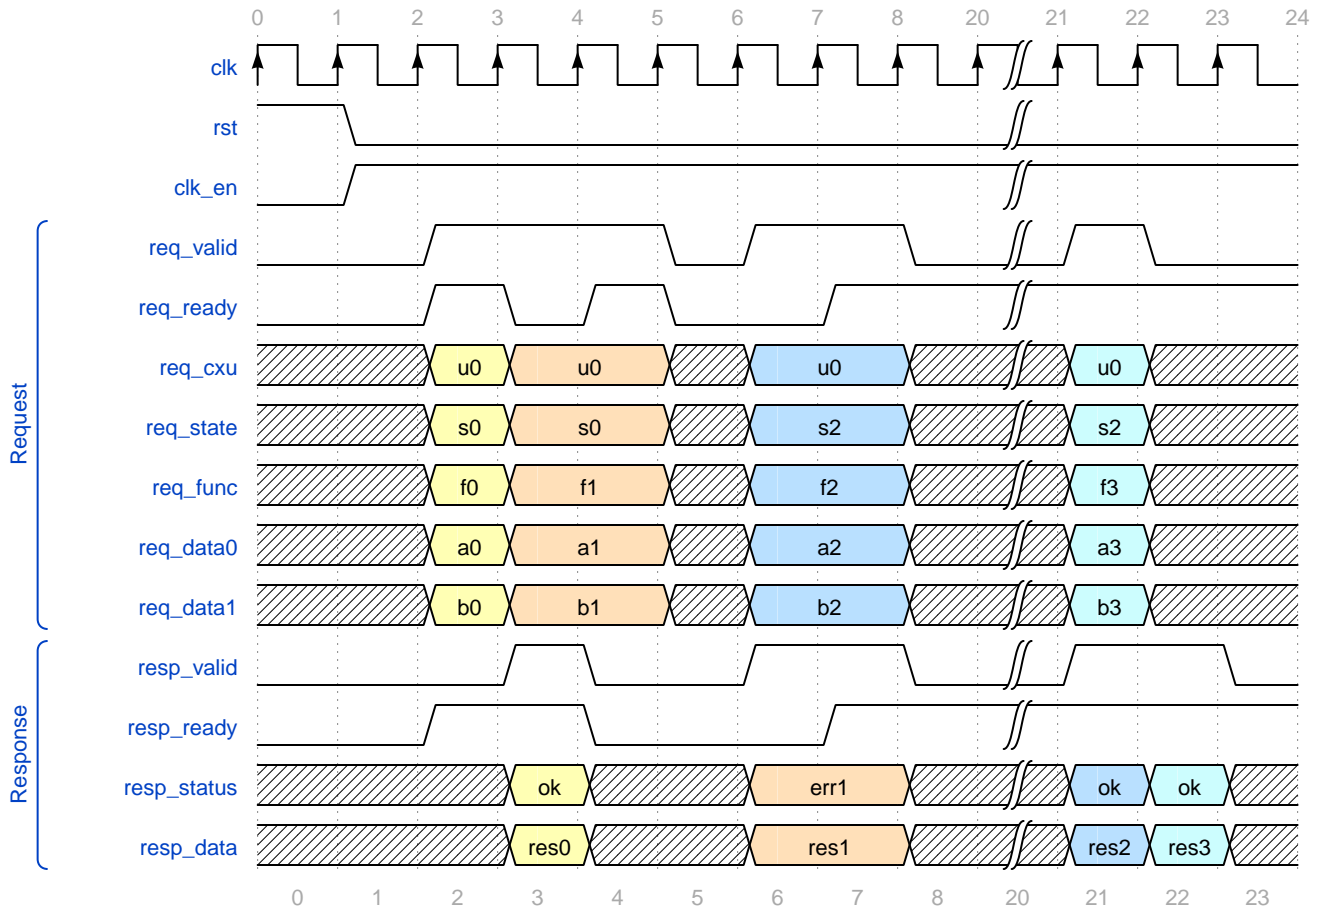 0 1 2 3 4 5 6 7 8 20 21 22 23 24
clk
rst
clk_en
Request
req_valid
req_ready
req_cxu u0 u0 u0 u0
req_state s0 s0 s2 s2
req_func f0 f1 f2 f3
req_data0 a0 a1 a2 a3
req_data1 b0 b1 b2 b3
Response
resp_valid
resp_ready
resp_status ok err1 ok ok
resp_data res0 res1 res2 res3
0 1 2 3 4 5 6 7 8 20 21 22 23